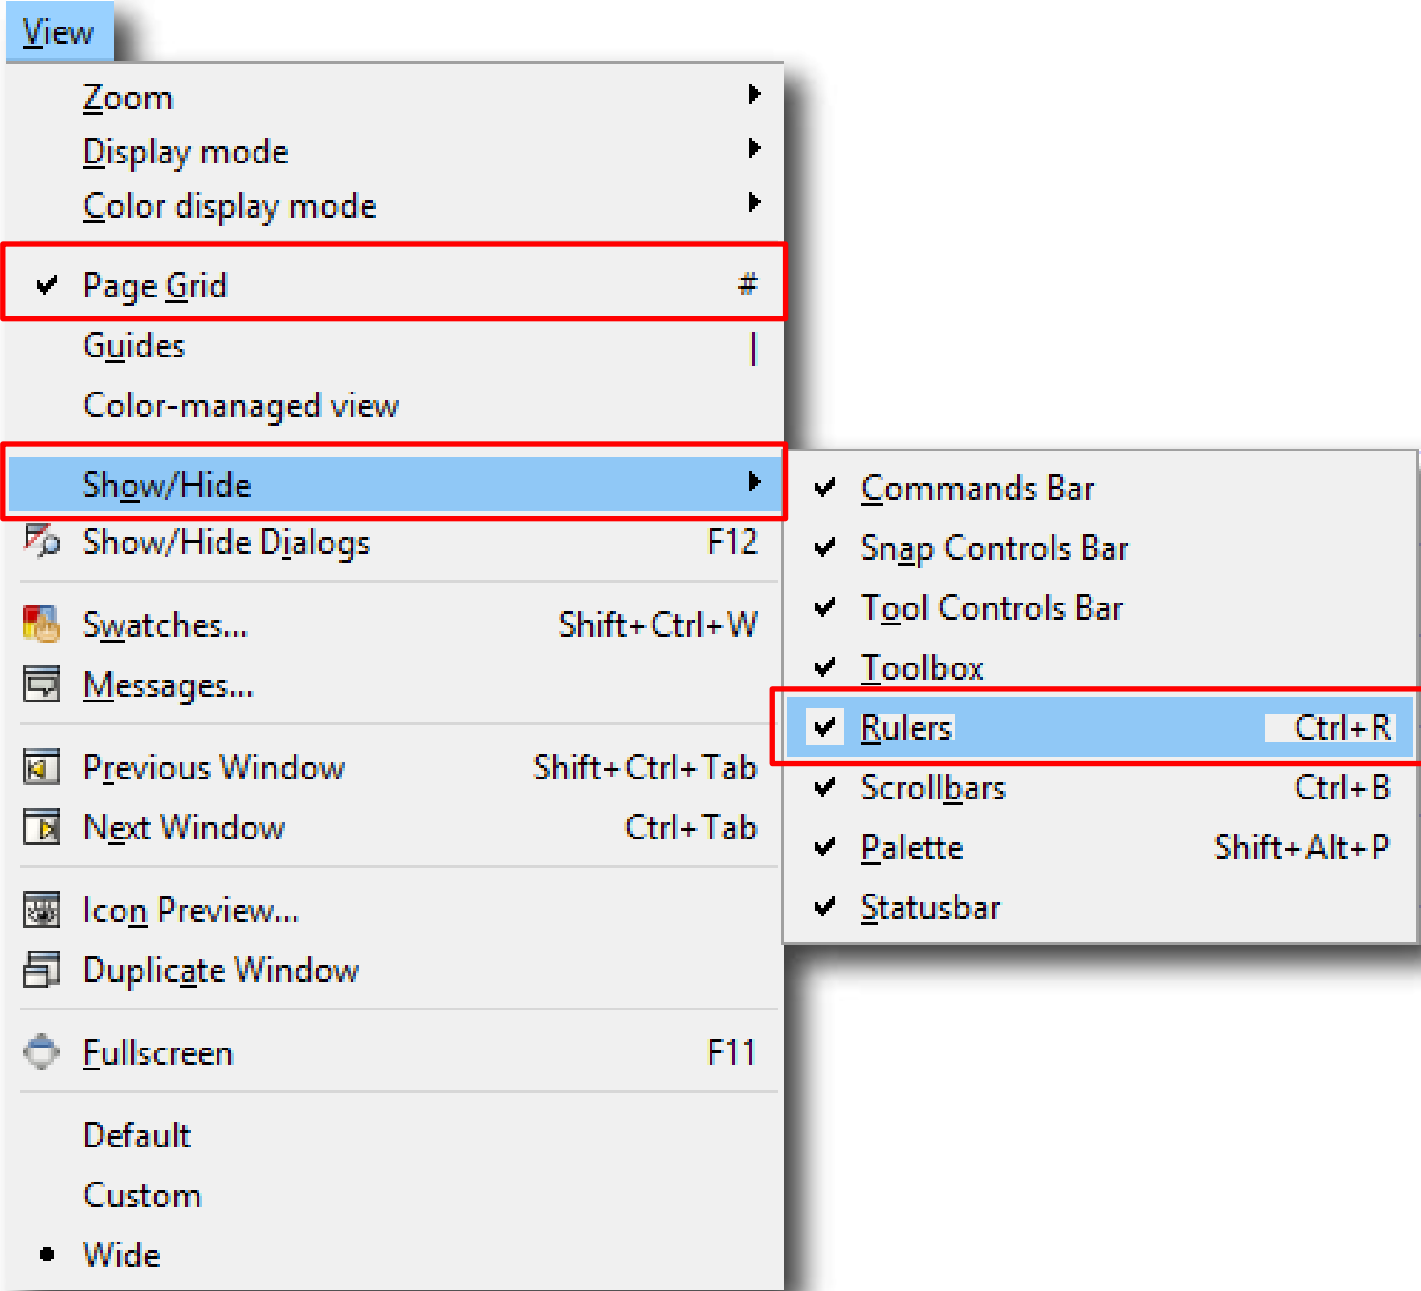 View
Zoom
Display mode
Color display mode
Page Grid #
Guides |
Color-managed view
Show/Hide
Show/Hide Dialogs F12
Swatches... Shift+Ctrl+W
Messages...
Previous Window Shift+Ctrl+Tab
Next Window Ctrl+Tab
Icon Preview...
Duplicate Window
Fullscreen F11
Default
Custom
Wide
Commands Bar
Snap Controls Bar
Tool Controls Bar
Toolbox
Rulers Ctrl+R
Scrollbars Ctrl+B
Palette Shift+Alt+P
Statusbar